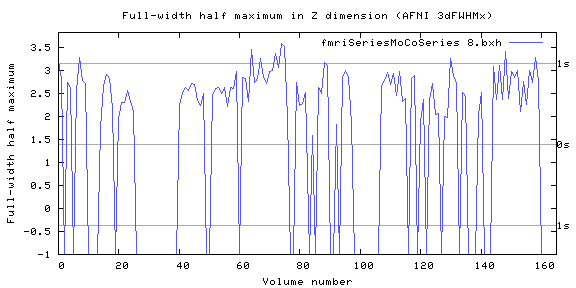 Full-width half maximum in Z dimension (AFNI 3dFWHMx)
fmriSeriesMoCoSeries 8.bxh
Full-width half maximum
3.5
3
2.5
2
1.5
1
0.5
0
-0.5
-1
1s
0s
1s
0 20 40 60 80 100 120 140 160
Volume number